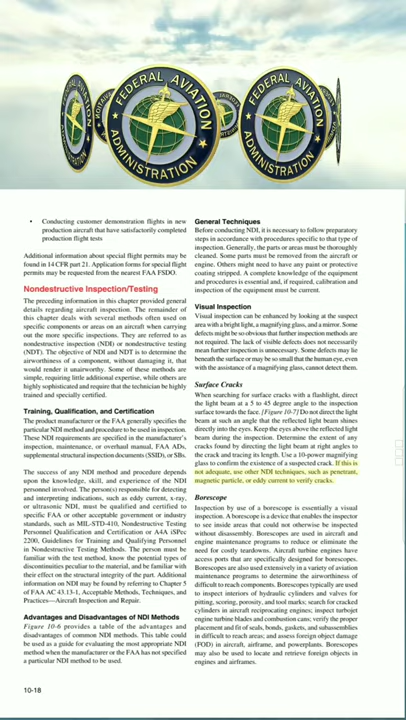 FEDERAL AVIATION
ADMINISTRATION
FEDERAL AVIATION
ADMINISTRATION
• Conducting customer demonstration flights in new
production aircraft that have satisfactorily completed
production flight tests
Additional information about special flight permits may be
found in 14 CFR part 21. Application forms for special flight
permits may be requested from the nearest FAA FSDO.
Nondestructive Inspection/Testing
The preceding information in this chapter provided general
details regarding aircraft inspection. The remainder of
this chapter deals with several methods often used on
specific components or areas on an aircraft when carrying
out the more specific inspections. They are referred to as
nondestructive inspection (NDI) or nondestructive testing
(NDT). The objective of NDI and NDT is to determine the
airworthiness of a component, without damaging it, that
would render it unairworthy. Some of these methods are
simple, requiring little additional expertise, while others are
highly sophisticated and require that the technician be highly
trained and specially certified.
Training, Qualification, and Certification
The product manufacturer or the FAA generally specifies the
particular NDI method and procedure to be used in inspection.
These NDI requirements are specified in the manufacturer's
inspection, maintenance, or overhaul manual, FAA ADs,
supplemental structural inspection documents (SSID), or SBs.
The success of any NDI method and procedure depends
upon the knowledge, skill, and experience of the NDI
personnel involved. The person(s) responsible for detecting
and interpreting indications, such as eddy current, x-ray,
or ultrasonic NDI, must be qualified and certified to
specific FAA or other acceptable government or industry
standards, such as MIL-STD-410, Nondestructive Testing
Personnel Qualification and Certification or A4A iSPec
2200, Guidelines for Training and Qualifying Personnel
in Nondestructive Testing Methods. The person must be
familiar with the test method, know the potential types of
discontinuities peculiar to the material, and be familiar with
their effect on the structural integrity of the part. Additional
information on NDI may be found by referring to Chapter 5
of FAA AC 43.13-1, Acceptable Methods, Techniques, and
Practices—Aircraft Inspection and Repair.
Advantages and Disadvantages of NDI Methods
Figure 10-6 provides a table of the advantages and
disadvantages of common NDI methods. This table could
be used as a guide for evaluating the most appropriate NDI
method when the manufacturer or the FAA has not specified
a particular NDI method to be used.
General Techniques
Before conducting NDI, it is necessary to follow preparatory
steps in accordance with procedures specific to that type of
inspection. Generally, the parts or areas must be thoroughly
cleaned. Some parts must be removed from the aircraft or
engine. Others might need to have any paint or protective
coating stripped. A complete knowledge of the equipment
and procedures is essential and, if required, calibration and
inspection of the equipment must be current.
Visual Inspection
Visual inspection can be enhanced by looking at the suspect
area with a bright light, a magnifying glass, and a mirror. Some
defects might be so obvious that further inspection methods are
not required. The lack of visible defects does not necessarily
mean further inspection is unnecessary. Some defects may lie
beneath the surface or may be so small that the human eye, even
with the assistance of a magnifying glass, cannot detect them.
Surface Cracks
When searching for surface cracks with a flashlight, direct
the light beam at a 5 to 45 degree angle to the inspection
surface towards the face. [Figure 10-7] Do not direct the light
beam at such an angle that the reflected light beam shines
directly into the eyes. Keep the eyes above the reflected light
beam during the inspection. Determine the extent of any
cracks found by directing the light beam at right angles to
the crack and tracing its length. Use a 10-power magnifying
glass to confirm the existence of a suspected crack. If this is
not adequate, use other NDI techniques, such as penetrant,
magnetic particle, or eddy current to verify cracks.
Borescope
Inspection by use of a borescope is essentially a visual
inspection. A borescope is a device that enables the inspector
to see inside areas that could not otherwise be inspected
without disassembly. Borescopes are used in aircraft and
engine maintenance programs to reduce or eliminate the
need for costly teardowns. Aircraft turbine engines have
access ports that are specifically designed for borescopes.
Borescopes are also used extensively in a variety of aviation
maintenance programs to determine the airworthiness of
difficult to reach components. Borescopes typically are used
to inspect interiors of hydraulic cylinders and valves for
pitting, scoring, porosity, and tool marks; search for cracked
cylinders in aircraft reciprocating engines; inspect turbojet
engine turbine blades and combustion cans; verify the proper
placement and fit of seals, bonds, gaskets, and subassemblies
in difficult to reach areas; and assess foreign object damage
(FOD) in aircraft, airframe, and powerplants. Borescopes
may also be used to locate and retrieve foreign objects in
engines and airframes.
10-18